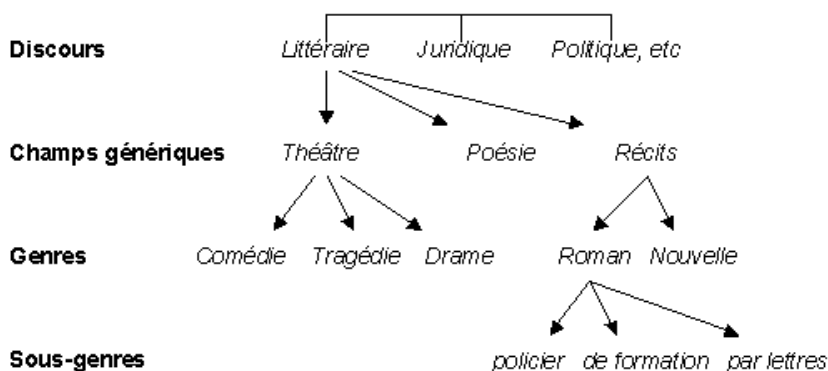 Discours Littéraire Juridique Politique, etc
Champs génériques Théâtre Poésie Récits
Genres Comédie Tragédie Drame Roman Nouvelle
Sous-genres policier de formation par lettres